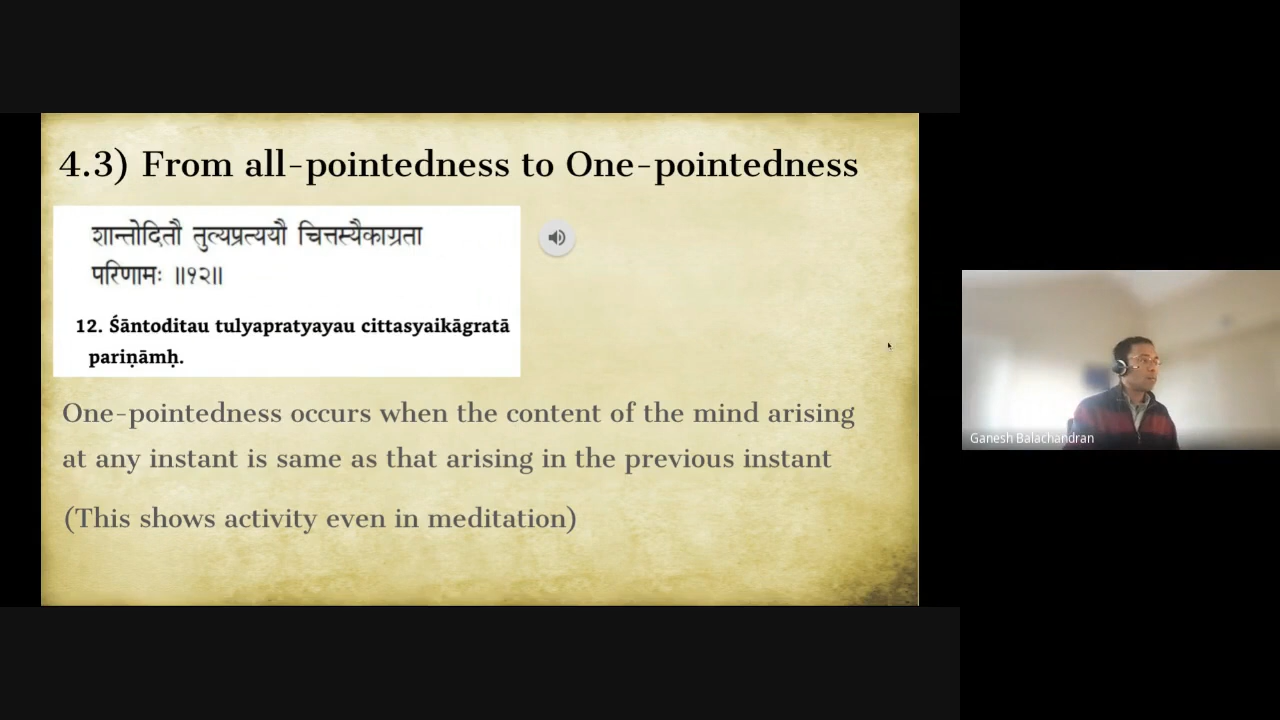 4.3) From all-pointedness to One-pointedness
शान्तोदितौ तुल्यप्रत्ययौ चित्तस्यैकाग्रता
परिणामः ॥१२॥
12. Śāntoditau tulyapratyayau cittasyaikāgratā
pariṇāmḥ.
One-pointedness occurs when the content of the mind arising
at any instant is same as that arising in the previous instant
(This shows activity even in meditation)
Ganesh Balachandran